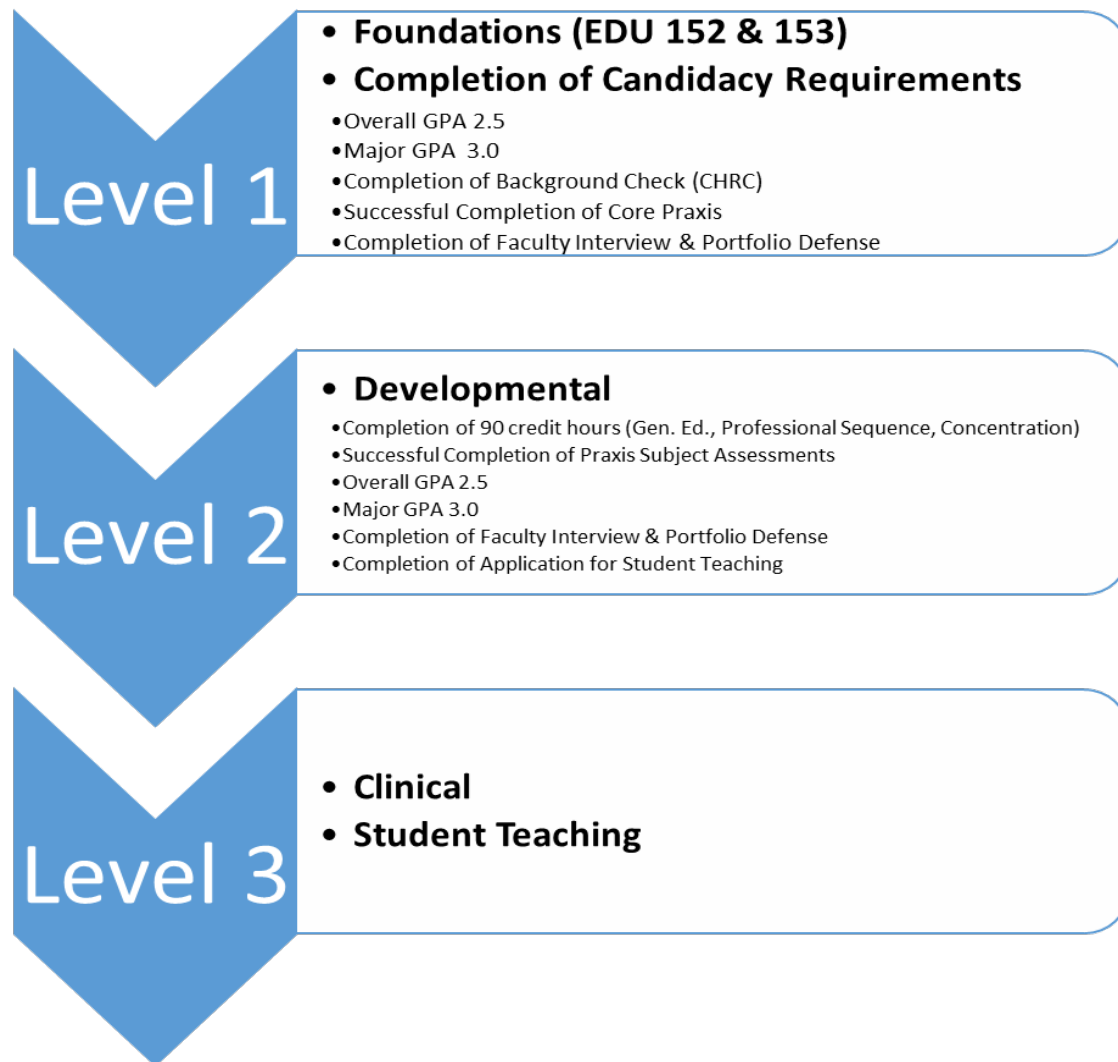 Level 1
• Foundations (EDU 152 & 153)
• Completion of Candidacy Requirements
•Overall GPA 2.5
•Major GPA 3.0
•Completion of Background Check (CHRC)
•Successful Completion of Core Praxis
•Completion of Faculty Interview & Portfolio Defense
Level 2
• Developmental
•Completion of 90 credit hours (Gen. Ed., Professional Sequence, Concentration)
•Successful Completion of Praxis Subject Assessments
•Overall GPA 2.5
•Major GPA 3.0
•Completion of Faculty Interview & Portfolio Defense
•Completion of Application for Student Teaching
Level 3
• Clinical
• Student Teaching